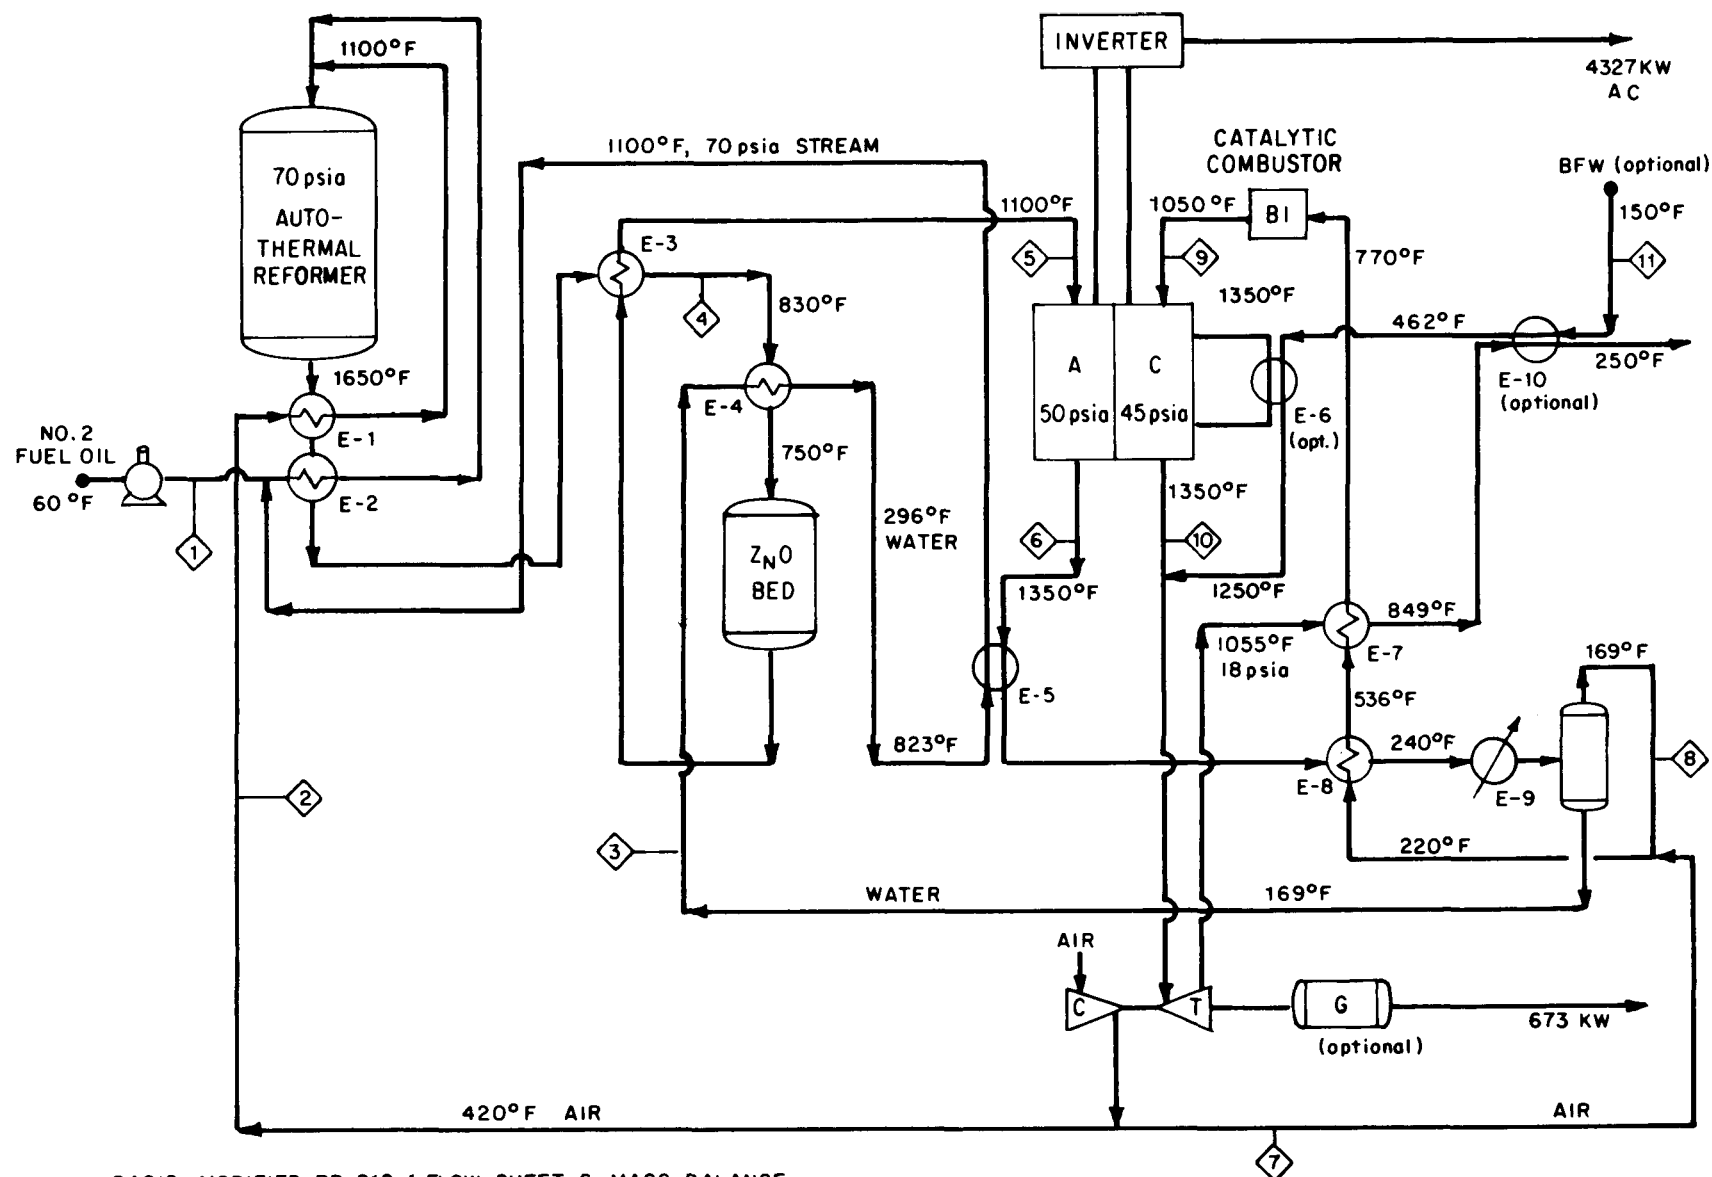 INVERTER
4327KW
AC
1100°F
70 psia
AUTO-
THERMAL
REFORMER
1100°F, 70 psia STREAM
CATALYTIC
COMBUSTOR
BI
BFW (optional)
150°F
11
1100°F
1050 °F
770°F
E-3
5
9
1350°F
4
830°F
462°F
250°F
E-10
(optional)
1650°F
E-1
E-4
A
C
50 psia
45 psia
E-6
(opt.)
NO. 2
FUEL OIL
60 °F
E-2
1
750°F
296°F
WATER
1350°F
6
10
ZNO
BED
1350°F
1250°F
849°F
1055°F
18 psia
E-7
169°F
E-5
536°F
823°F
240°F
E-8
E-9
8
2
3
220°F
WATER
169°F
AIR
C
T
G
(optional)
673 KW
420°F AIR
AIR
7